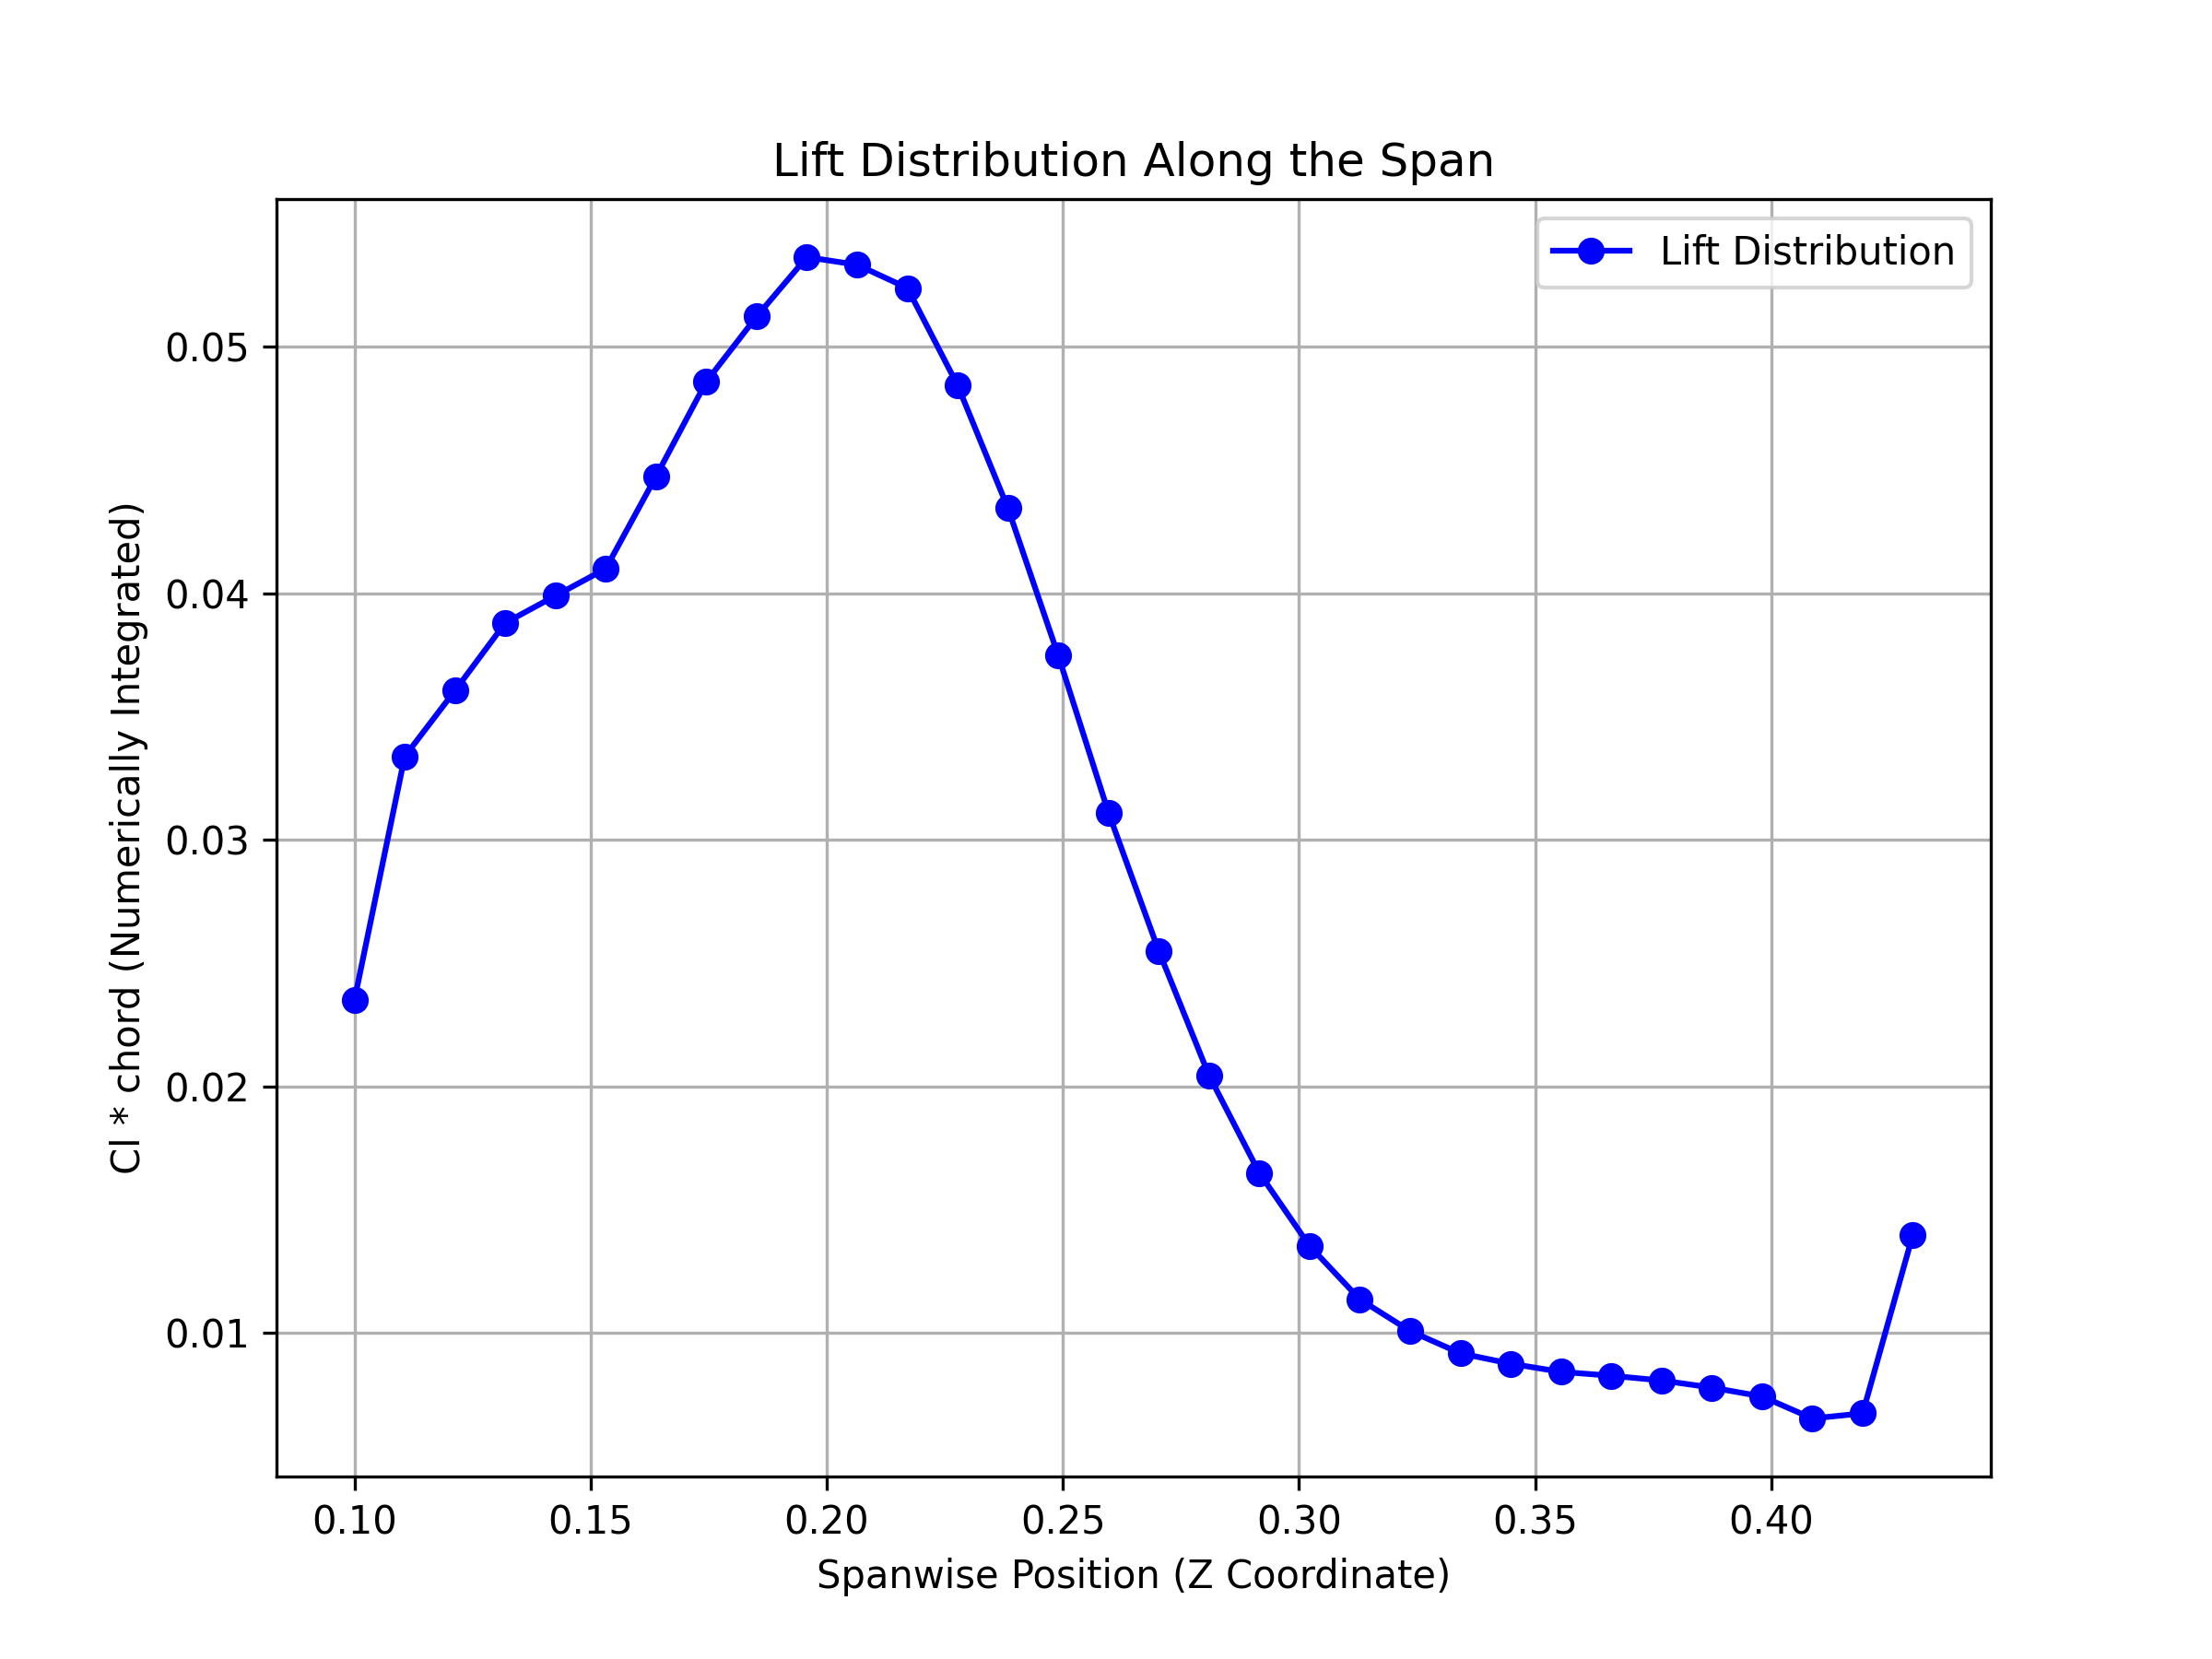 Lift Distribution Along the Span
Lift Distribution
Cl * chord (Numerically Integrated)
0.05
0.04
0.03
0.02
0.01
0.10 0.15 0.20 0.25 0.30 0.35 0.40
Spanwise Position (Z Coordinate)